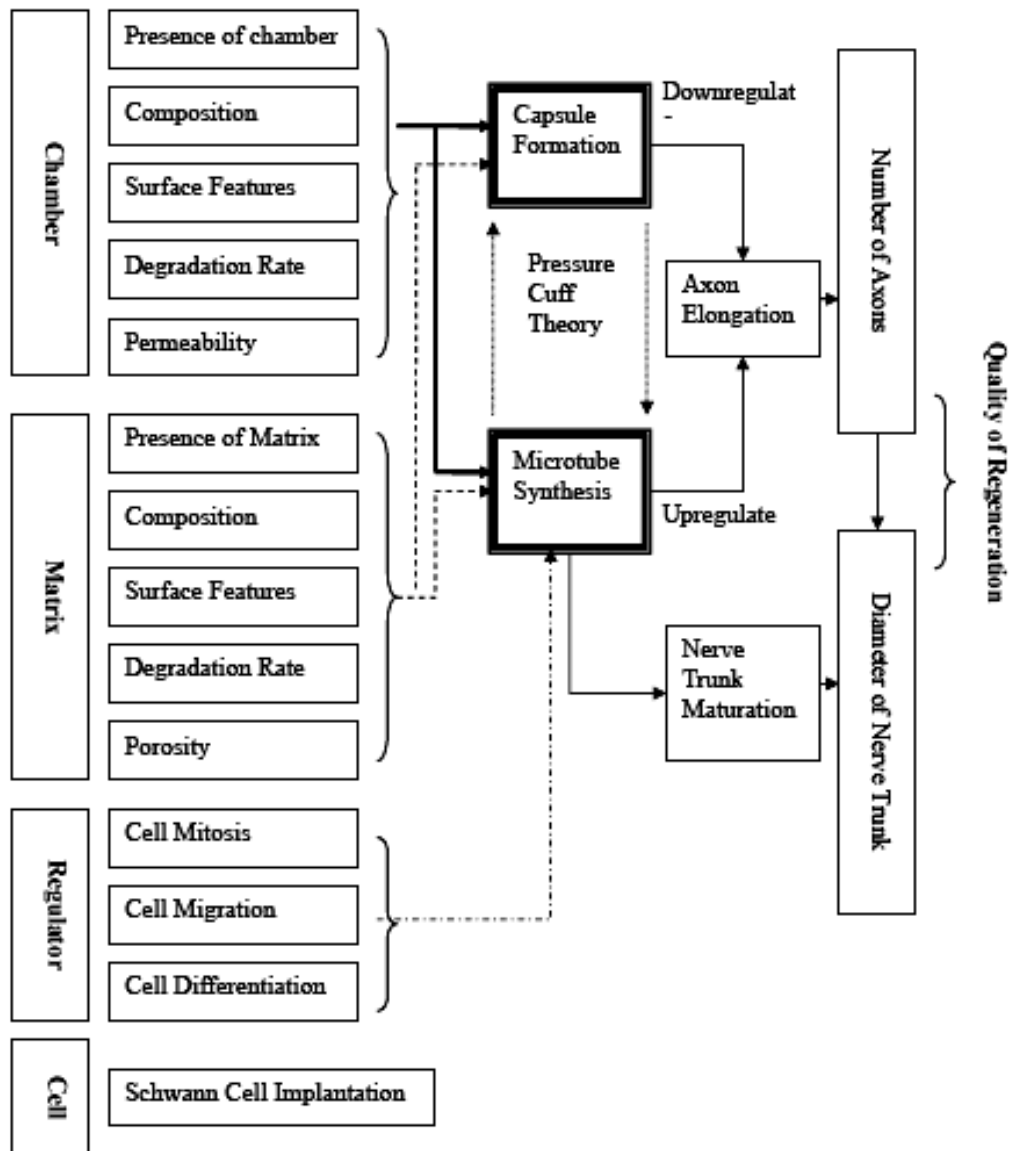 Chamber
Presence of chamber
Composition
Surface Features
Degradation Rate
Permeability
Matrix
Presence of Matrix
Composition
Surface Features
Degradation Rate
Porosity
Regulator
Cell Mitosis
Cell Migration
Cell Differentiation
Cell
Schwann Cell Implantation
Capsule
Formation
Downregulat
-
Pressure
Cuff
Theory
Microtube
Synthesis
Upregulate
Axon
Elongation
Nerve
Trunk
Maturation
Number of Axons
Diameter of Nerve Trunk
Quality of Regeneration